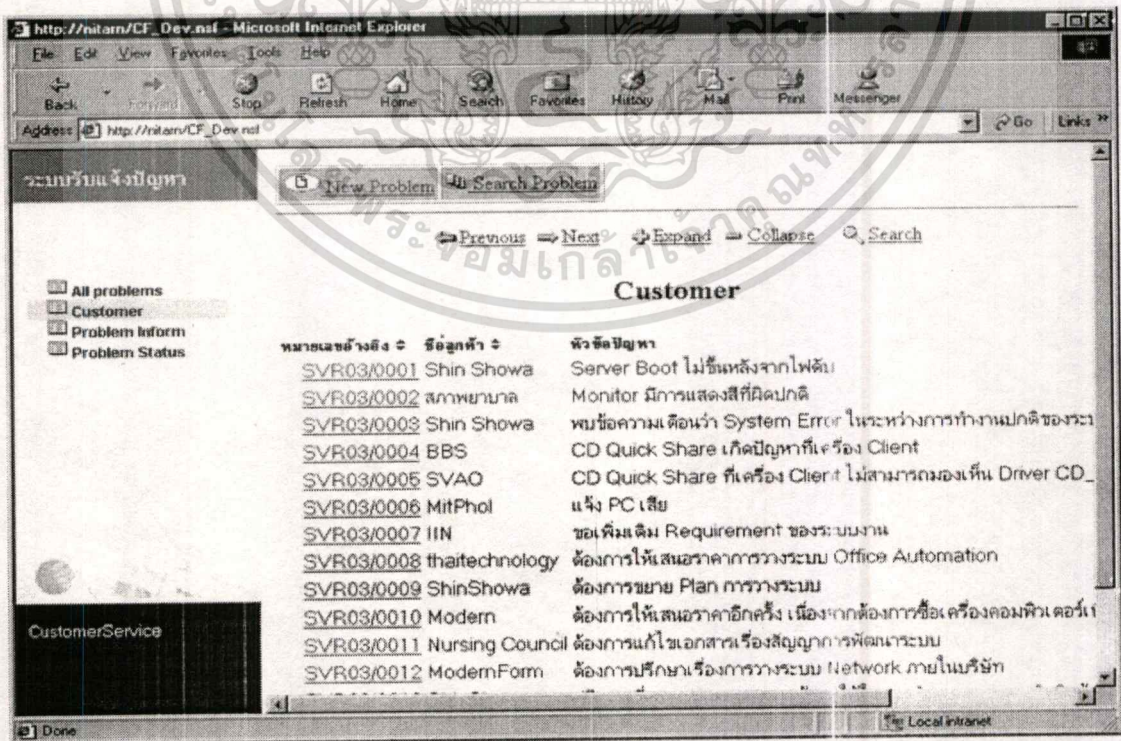 http://nitarn/CF_Dev.nsf - Microsoft Internet Explorer
File Edit View Favorites Tools Help
Back Forward Stop Refresh Home Search Favorites History Mail Print Messenger
Address http://nitarn/CF_Dev.nsf Go Links »
ระบบรับแจ้งปัญหา
New Problem Search Problem
Previous Next Expand Collapse Search
Customer
All problems
Customer
Problem Inform
Problem Status
หมายเลขอ้างอิง ชื่อลูกค้า หัวข้อปัญหา
SVR03/0001 Shin Showa Server Boot ไม่ขึ้นหลังจากไฟดับ
SVR03/0002 สภาพยาบาล Monitor มีการแสดงสีที่ผิดปกติ
SVR03/0003 Shin Showa พบข้อความเตือนว่า System Error ในระหว่างการทำงานปกติของระบ
SVR03/0004 BBS CD Quick Share เกิดปัญหาที่เครื่อง Client
SVR03/0005 SVAO CD Quick Share ที่เครื่อง Client ไม่สามารถมองเห็น Driver CD_
SVR03/0006 MitPhol แจ้ง PC เสีย
SVR03/0007 IIN ขอเพิ่มเติม Requirement ของระบบงาน
SVR03/0008 thaitechnology ต้องการให้เสนอราคาการวางระบบ Office Automation
SVR03/0009 ShinShowa ต้องการขยาย Plan การวางระบบ
SVR03/0010 Modern ต้องการให้เสนอราคาอีกครั้ง เนื่องจากต้องการซื้อเครื่องคอมพิวเตอร์เ
SVR03/0011 Nursing Council ต้องการแก้ไขเอกสารเรื่องสัญญาการพัฒนาระบบ
SVR03/0012 ModernForm ต้องการปรึกษาเรื่องการวางระบบ Network ภายในบริษัท
CustomerService
Done Local intranet